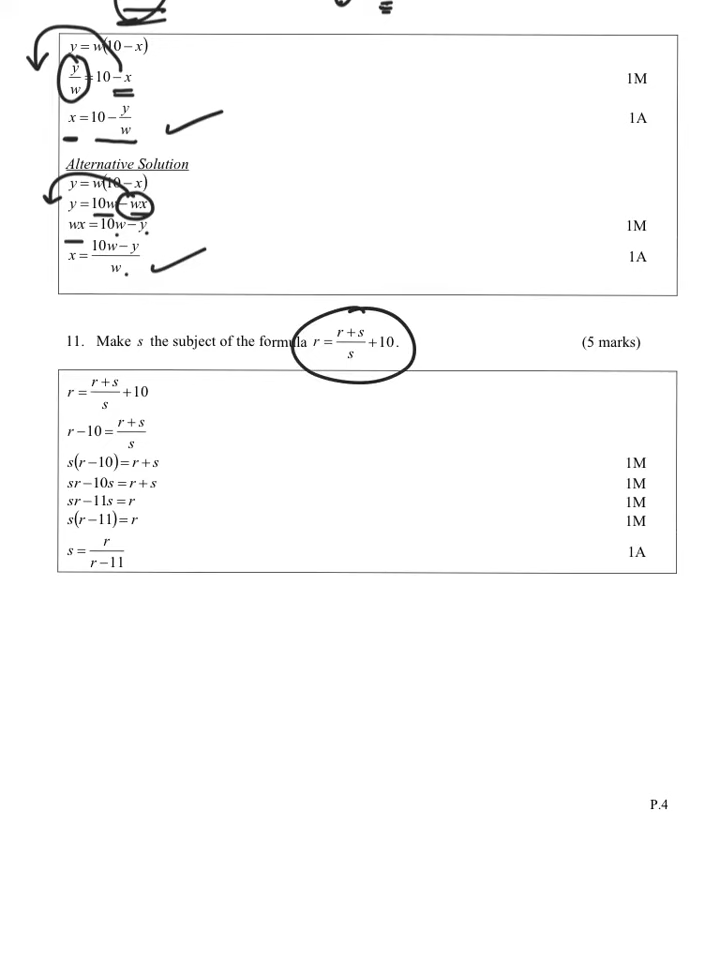 y = w(10 − x)
y/w = 10 − x 1M
x = 10 − y/w 1A
Alternative Solution
y = w(10 − x)
y = 10w − wx
wx = 10w − y 1M
x = (10w − y)/w 1A
11. Make s the subject of the formula r = (r + s)/s + 10. (5 marks)
r = (r + s)/s + 10
r − 10 = (r + s)/s
s(r − 10) = r + s 1M
sr − 10s = r + s 1M
sr − 11s = r 1M
s(r − 11) = r 1M
s = r/(r − 11) 1A
P.4